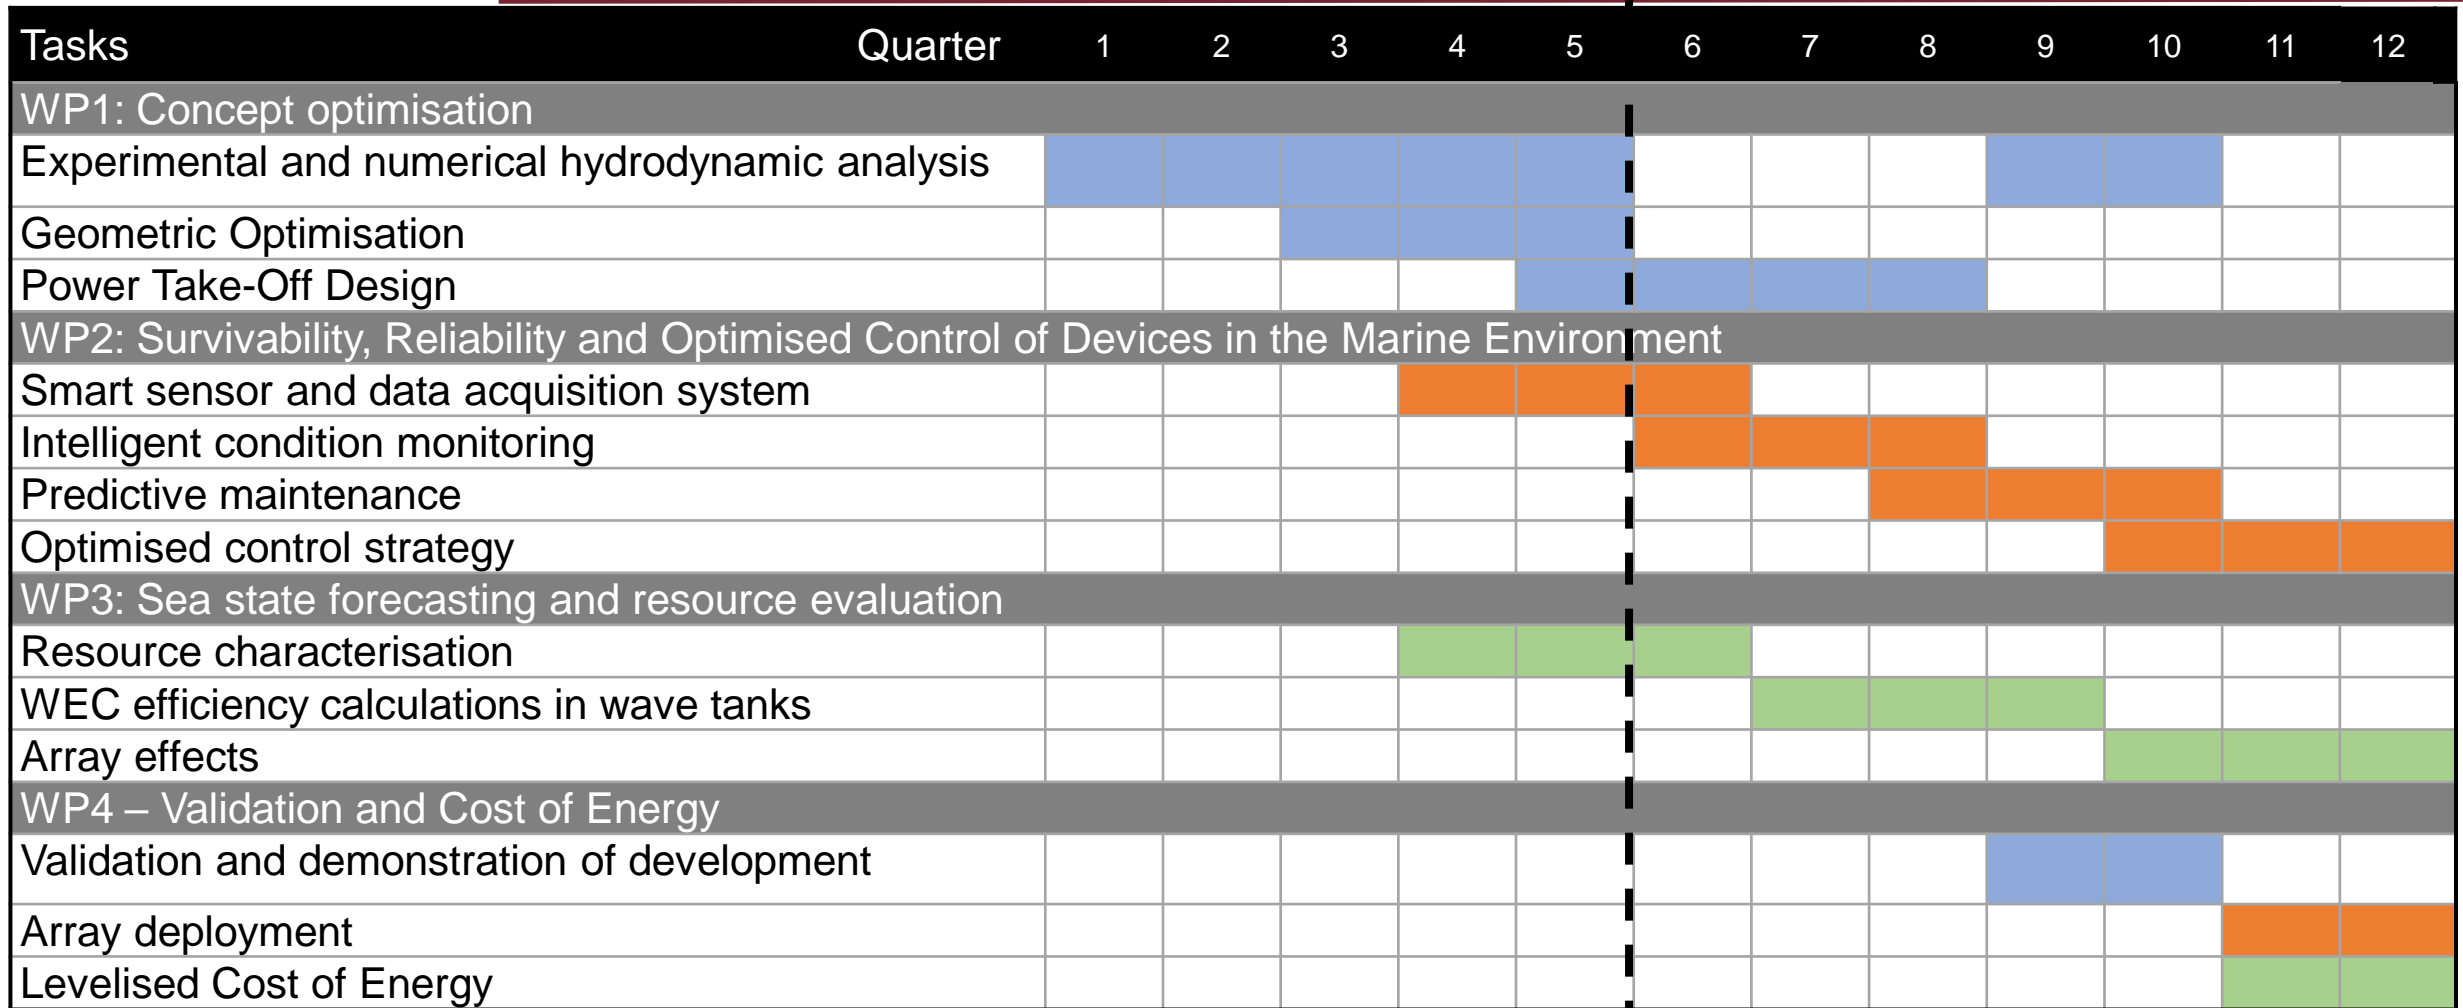 Tasks Quarter 1 2 3 4 5 6 7 8 9 10 11 12
WP1: Concept optimisation
Experimental and numerical hydrodynamic analysis
Geometric Optimisation
Power Take-Off Design
WP2: Survivability, Reliability and Optimised Control of Devices in the Marine Environment
Smart sensor and data acquisition system
Intelligent condition monitoring
Predictive maintenance
Optimised control strategy
WP3: Sea state forecasting and resource evaluation
Resource characterisation
WEC efficiency calculations in wave tanks
Array effects
WP4 – Validation and Cost of Energy
Validation and demonstration of development
Array deployment
Levelised Cost of Energy